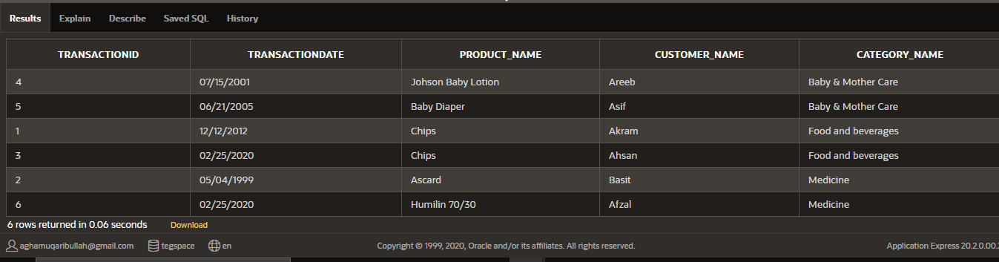 Results Explain Describe Saved SQL History
TRANSACTIONID TRANSACTIONDATE PRODUCT_NAME CUSTOMER_NAME CATEGORY_NAME
4 07/15/2001 Johson Baby Lotion Areeb Baby & Mother Care
5 06/21/2005 Baby Diaper Asif Baby & Mother Care
1 12/12/2012 Chips Akram Food and beverages
3 02/25/2020 Chips Ahsan Food and beverages
2 05/04/1999 Ascard Basit Medicine
6 02/25/2020 Humilin 70/30 Afzal Medicine
6 rows returned in 0.06 seconds Download
aghamuqaribullah@gmail.com tegspace en Copyright © 1999, 2020, Oracle and/or its affiliates. All rights reserved. Application Express 20.2.0.00.